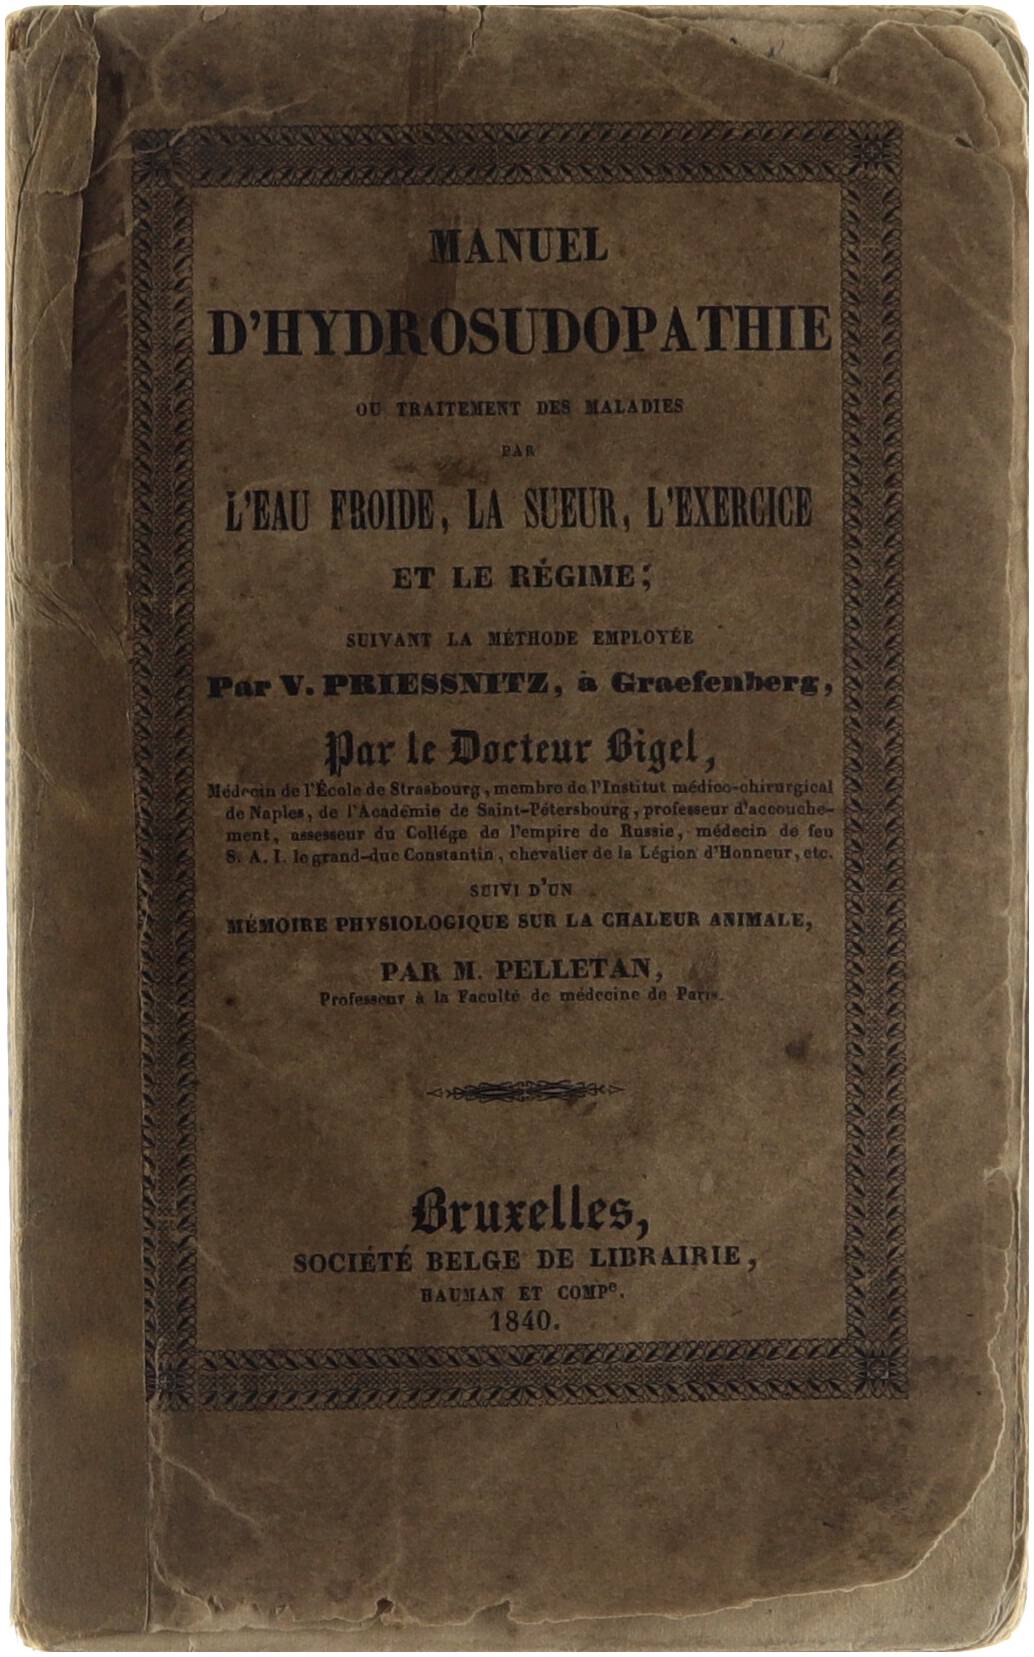 MANUEL
D'HYDROSUDOPATHIE
OU TRAITEMENT DES MALADIES
PAR
L'EAU FROIDE, LA SUEUR, L'EXERCICE
ET LE RÉGIME;
SUIVANT LA MÉTHODE EMPLOYÉE
Par V. PRIESSNITZ, à Graefenberg,
Par le Docteur Bigel,
Médecin de l'École de Strasbourg, membre de l'Institut médico-chirurgical
de Naples, de l'Académie de Saint-Pétersbourg, professeur d'accouche-
ment, assesseur du Collége de l'empire de Russie, médecin de feu
S. A. I. le grand-duc Constantin, chevalier de la Légion d'Honneur, etc.
SUIVI D'UN
MÉMOIRE PHYSIOLOGIQUE SUR LA CHALEUR ANIMALE,
PAR M. PELLETAN,
Professeur à la Faculté de médecine de Paris.
Bruxelles,
SOCIÉTÉ BELGE DE LIBRAIRIE,
HAUMAN ET COMPe.
1840.